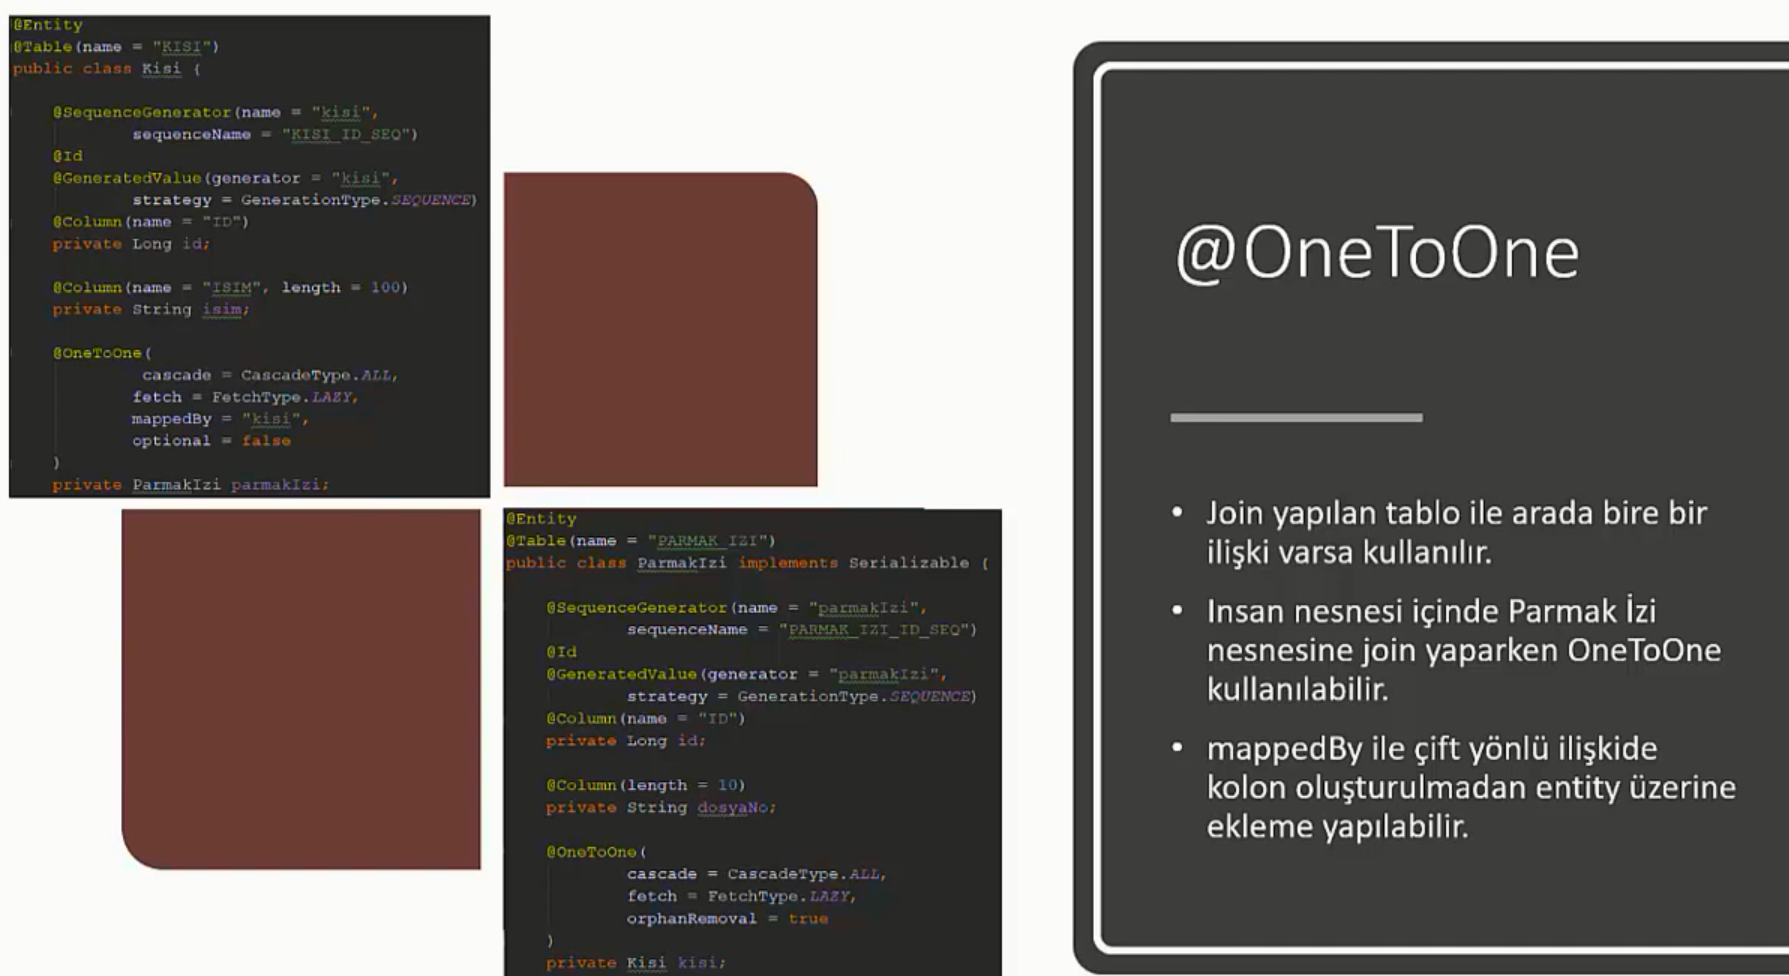 @Entity
@Table(name = "KISI")
public class Kisi {
@SequenceGenerator(name = "kisi",
sequenceName = "KISI_ID_SEQ")
@Id
@GeneratedValue(generator = "kisi",
strategy = GenerationType.SEQUENCE)
@Column(name = "ID")
private Long id;
@Column(name = "ISIM", length = 100)
private String isim;
@OneToOne(
cascade = CascadeType.ALL,
fetch = FetchType.LAZY,
mappedBy = "kisi",
optional = false
)
private ParmakIzi parmakIzi;
@Entity
@Table(name = "PARMAK_IZI")
public class ParmakIzi implements Serializable {
@SequenceGenerator(name = "parmakIzi",
sequenceName = "PARMAK_IZI_ID_SEQ")
@Id
@GeneratedValue(generator = "parmakIzi",
strategy = GenerationType.SEQUENCE)
@Column(name = "ID")
private Long id;
@Column(length = 10)
private String dosyaNo;
@OneToOne(
cascade = CascadeType.ALL,
fetch = FetchType.LAZY,
orphanRemoval = true
)
private Kisi kisi;
@OneToOne
• Join yapılan tablo ile arada bire bir
ilişki varsa kullanılır.
• Insan nesnesi içinde Parmak İzi
nesnesine join yaparken OneToOne
kullanılabilir.
• mappedBy ile çift yönlü ilişkide
kolon oluşturulmadan entity üzerine
ekleme yapılabilir.